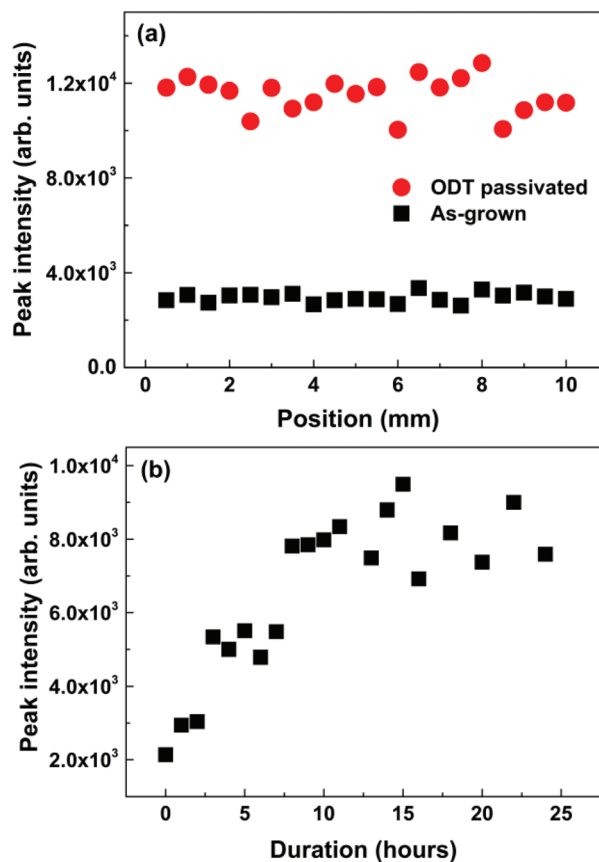 (a)
Peak intensity (arb. units)
1.2x10⁴
8.0x10³
4.0x10³
0.0
ODT passivated
As-grown
0 2 4 6 8 10
Position (mm)
(b)
Peak intensity (arb. units)
1.0x10⁴
8.0x10³
6.0x10³
4.0x10³
2.0x10³
0 5 10 15 20 25
Duration (hours)